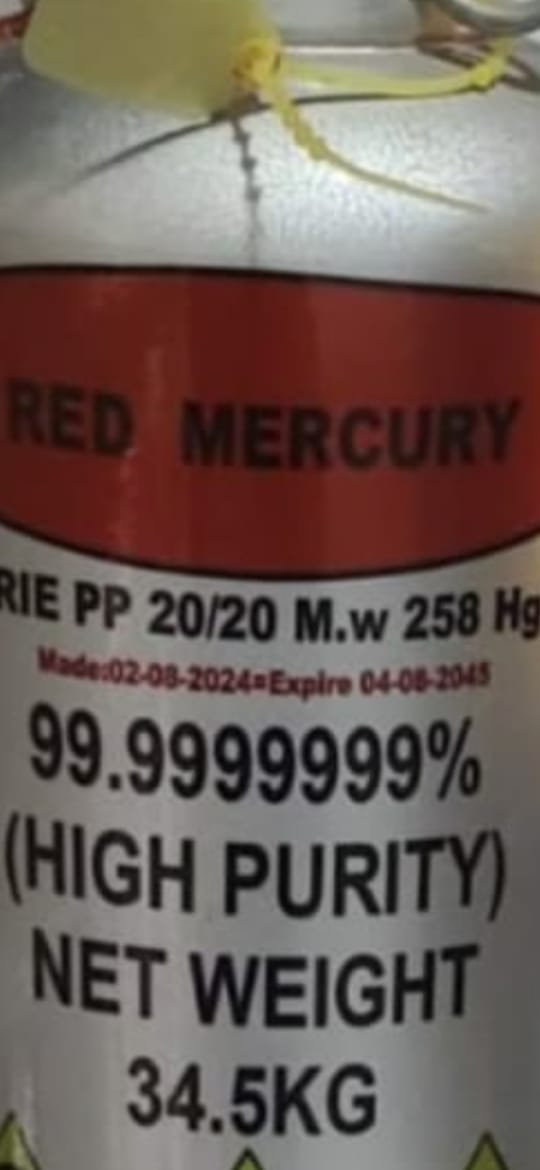 RED MERCURY
RIE PP 20/20 M.w 258 Hg
Made:02-08-2024=Expire 04-08-2045
99.9999999%
(HIGH PURITY)
NET WEIGHT
34.5KG